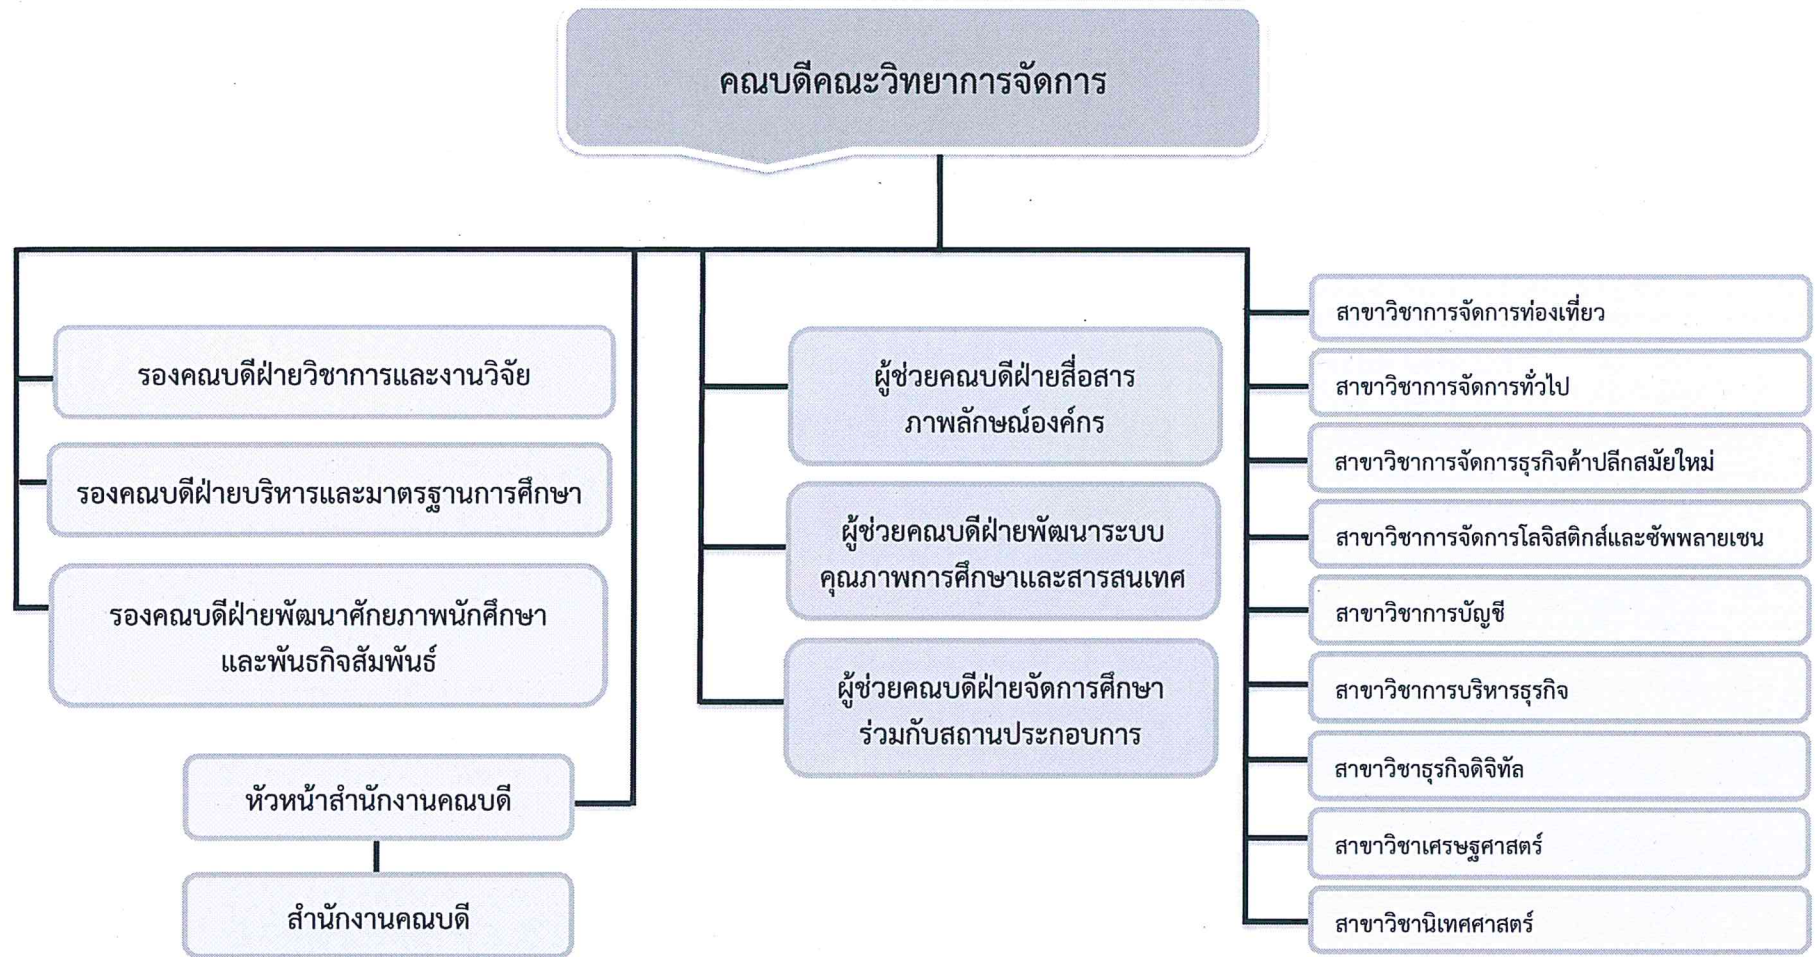 คณบดีคณะวิทยาการจัดการ
รองคณบดีฝ่ายวิชาการและงานวิจัย
รองคณบดีฝ่ายบริหารและมาตรฐานการศึกษา
รองคณบดีฝ่ายพัฒนาศักยภาพนักศึกษา
และพันธกิจสัมพันธ์
หัวหน้าสำนักงานคณบดี
สำนักงานคณบดี
ผู้ช่วยคณบดีฝ่ายสื่อสาร
ภาพลักษณ์องค์กร
ผู้ช่วยคณบดีฝ่ายพัฒนาระบบ
คุณภาพการศึกษาและสารสนเทศ
ผู้ช่วยคณบดีฝ่ายจัดการศึกษา
ร่วมกับสถานประกอบการ
สาขาวิชาการจัดการท่องเที่ยว
สาขาวิชาการจัดการทั่วไป
สาขาวิชาการจัดการธุรกิจค้าปลีกสมัยใหม่
สาขาวิชาการจัดการโลจิสติกส์และซัพพลายเชน
สาขาวิชาการบัญชี
สาขาวิชาการบริหารธุรกิจ
สาขาวิชาธุรกิจดิจิทัล
สาขาวิชาเศรษฐศาสตร์
สาขาวิชานิเทศศาสตร์